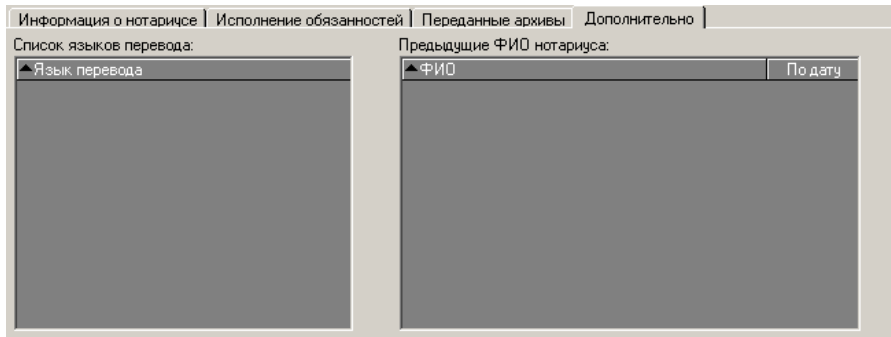 Информация о нотариусе Исполнение обязанностей Переданные архивы Дополнительно
Список языков перевода: Предыдущие ФИО нотариуса:
Язык перевода ФИО По дату